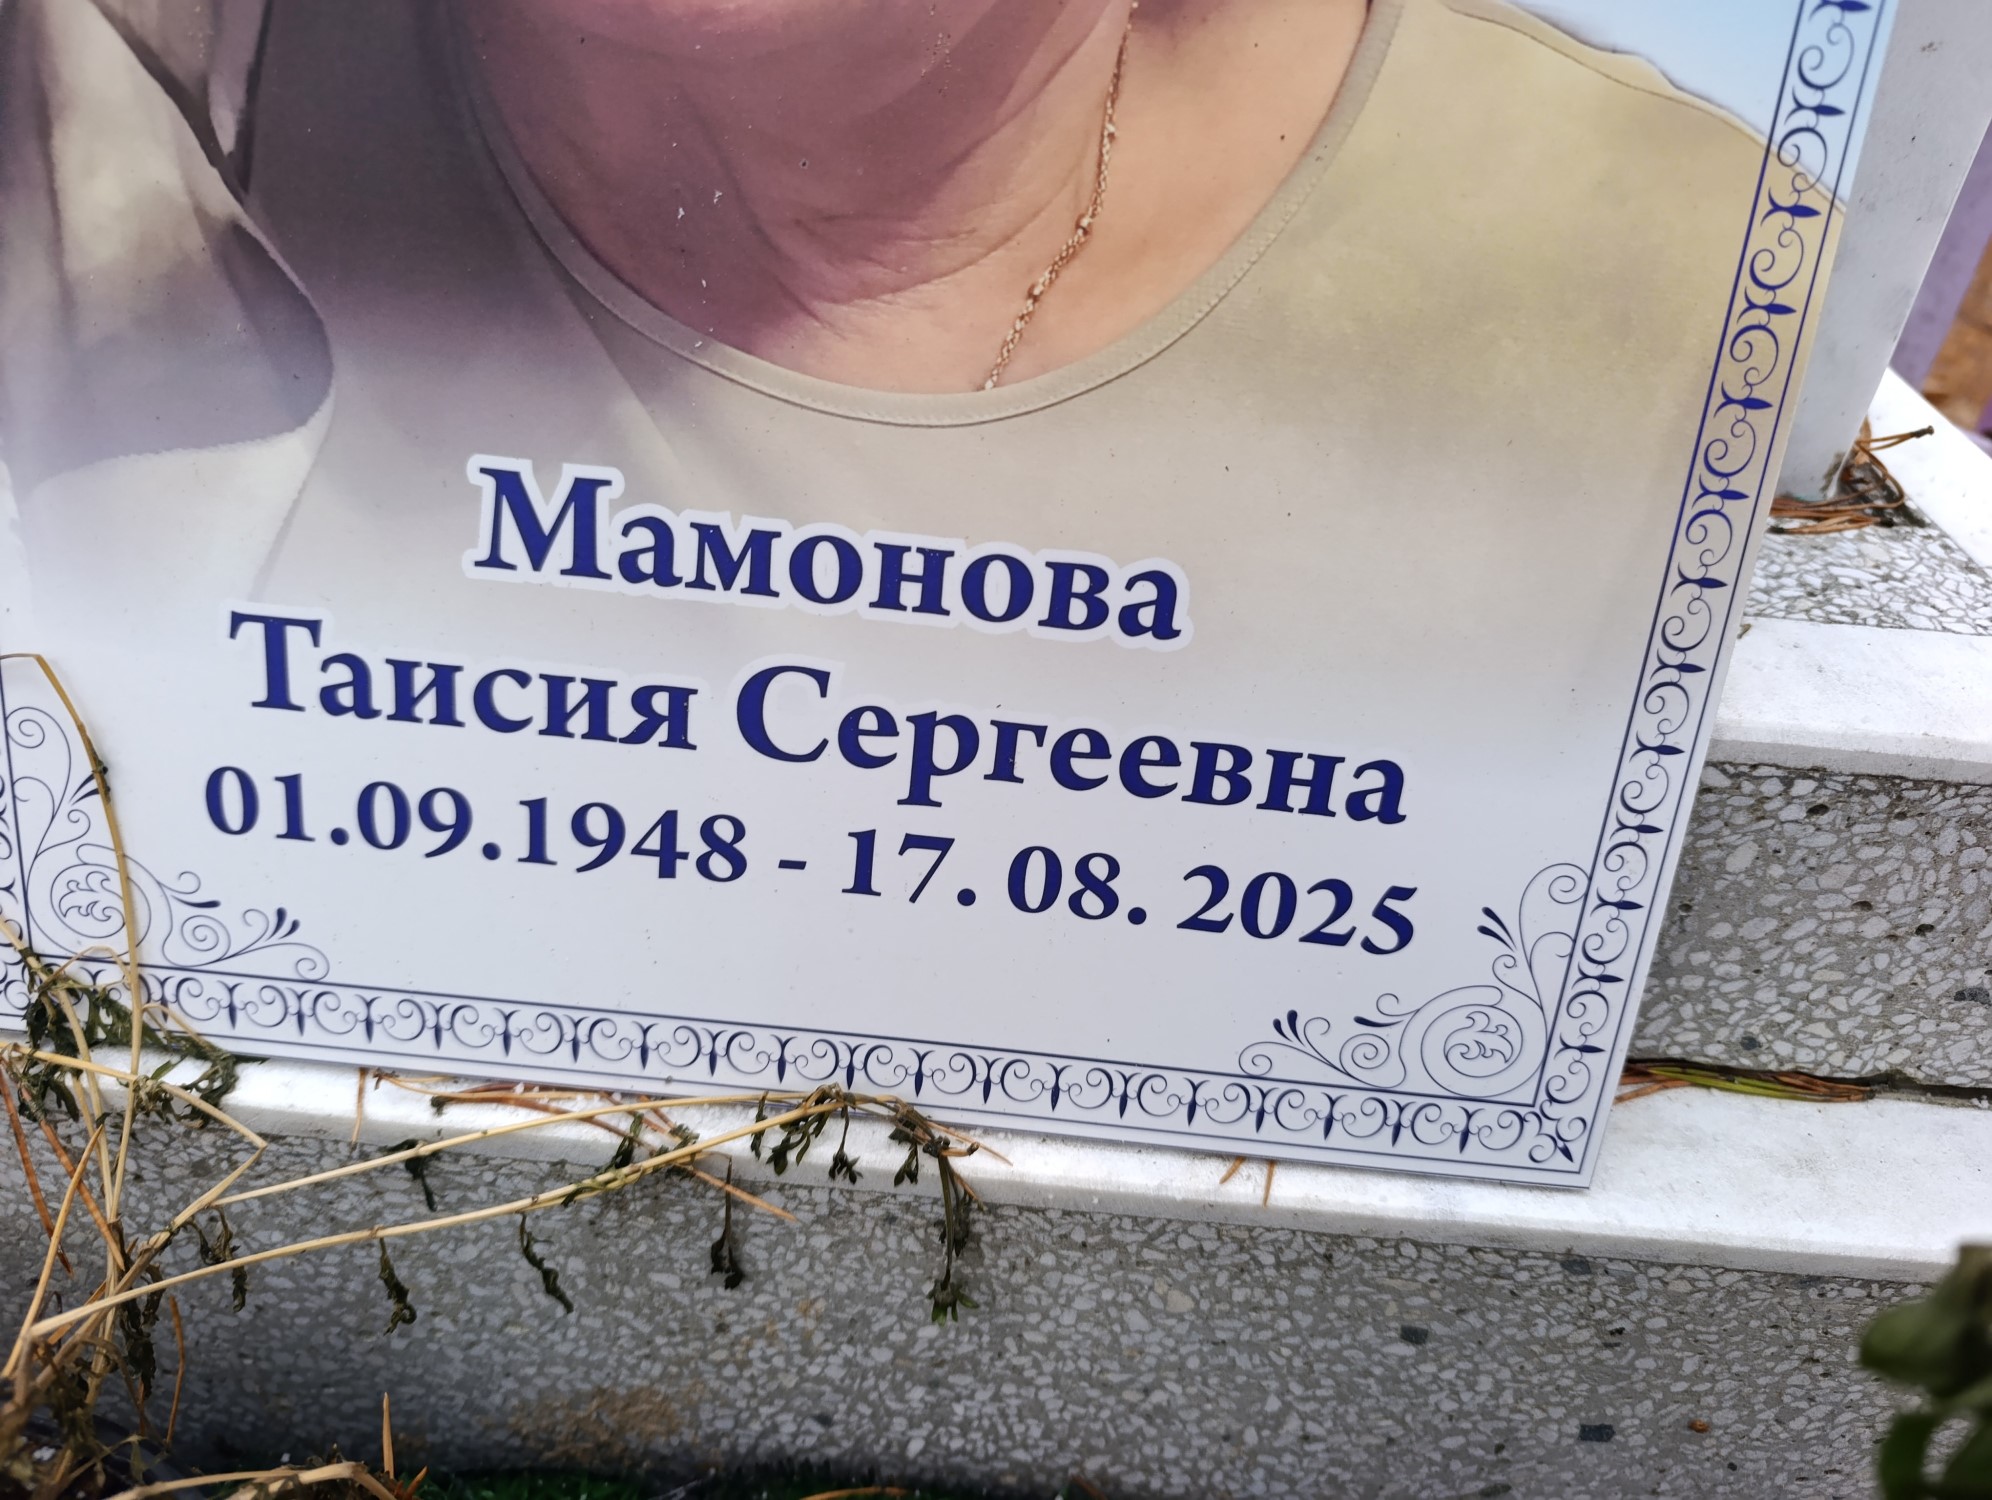 Мамонова
Таисия Сергеевна
01.09.1948 - 17. 08. 2025